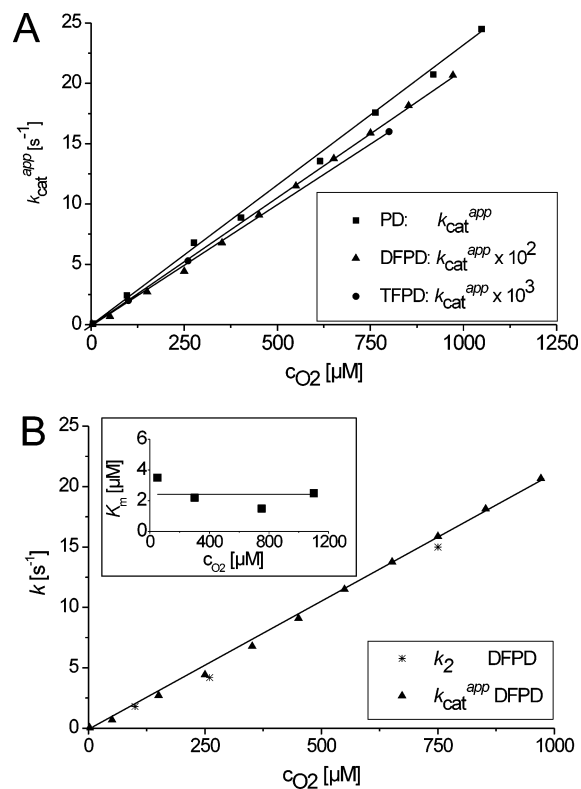 A
25
20
15
10
5
0
k_cat^app [s^-1]
PD: k_cat^app
DFPD: k_cat^app x 10^2
TFPD: k_cat^app x 10^3
0 250 500 750 1000 1250
c_O2 [µM]
B
25
20
15
10
5
0
k [s^-1]
6
4
2
0
K_m [µM]
0 400 800 1200
c_O2 [µM]
k_2 DFPD
k_cat^app DFPD
0 250 500 750 1000
c_O2 [µM]